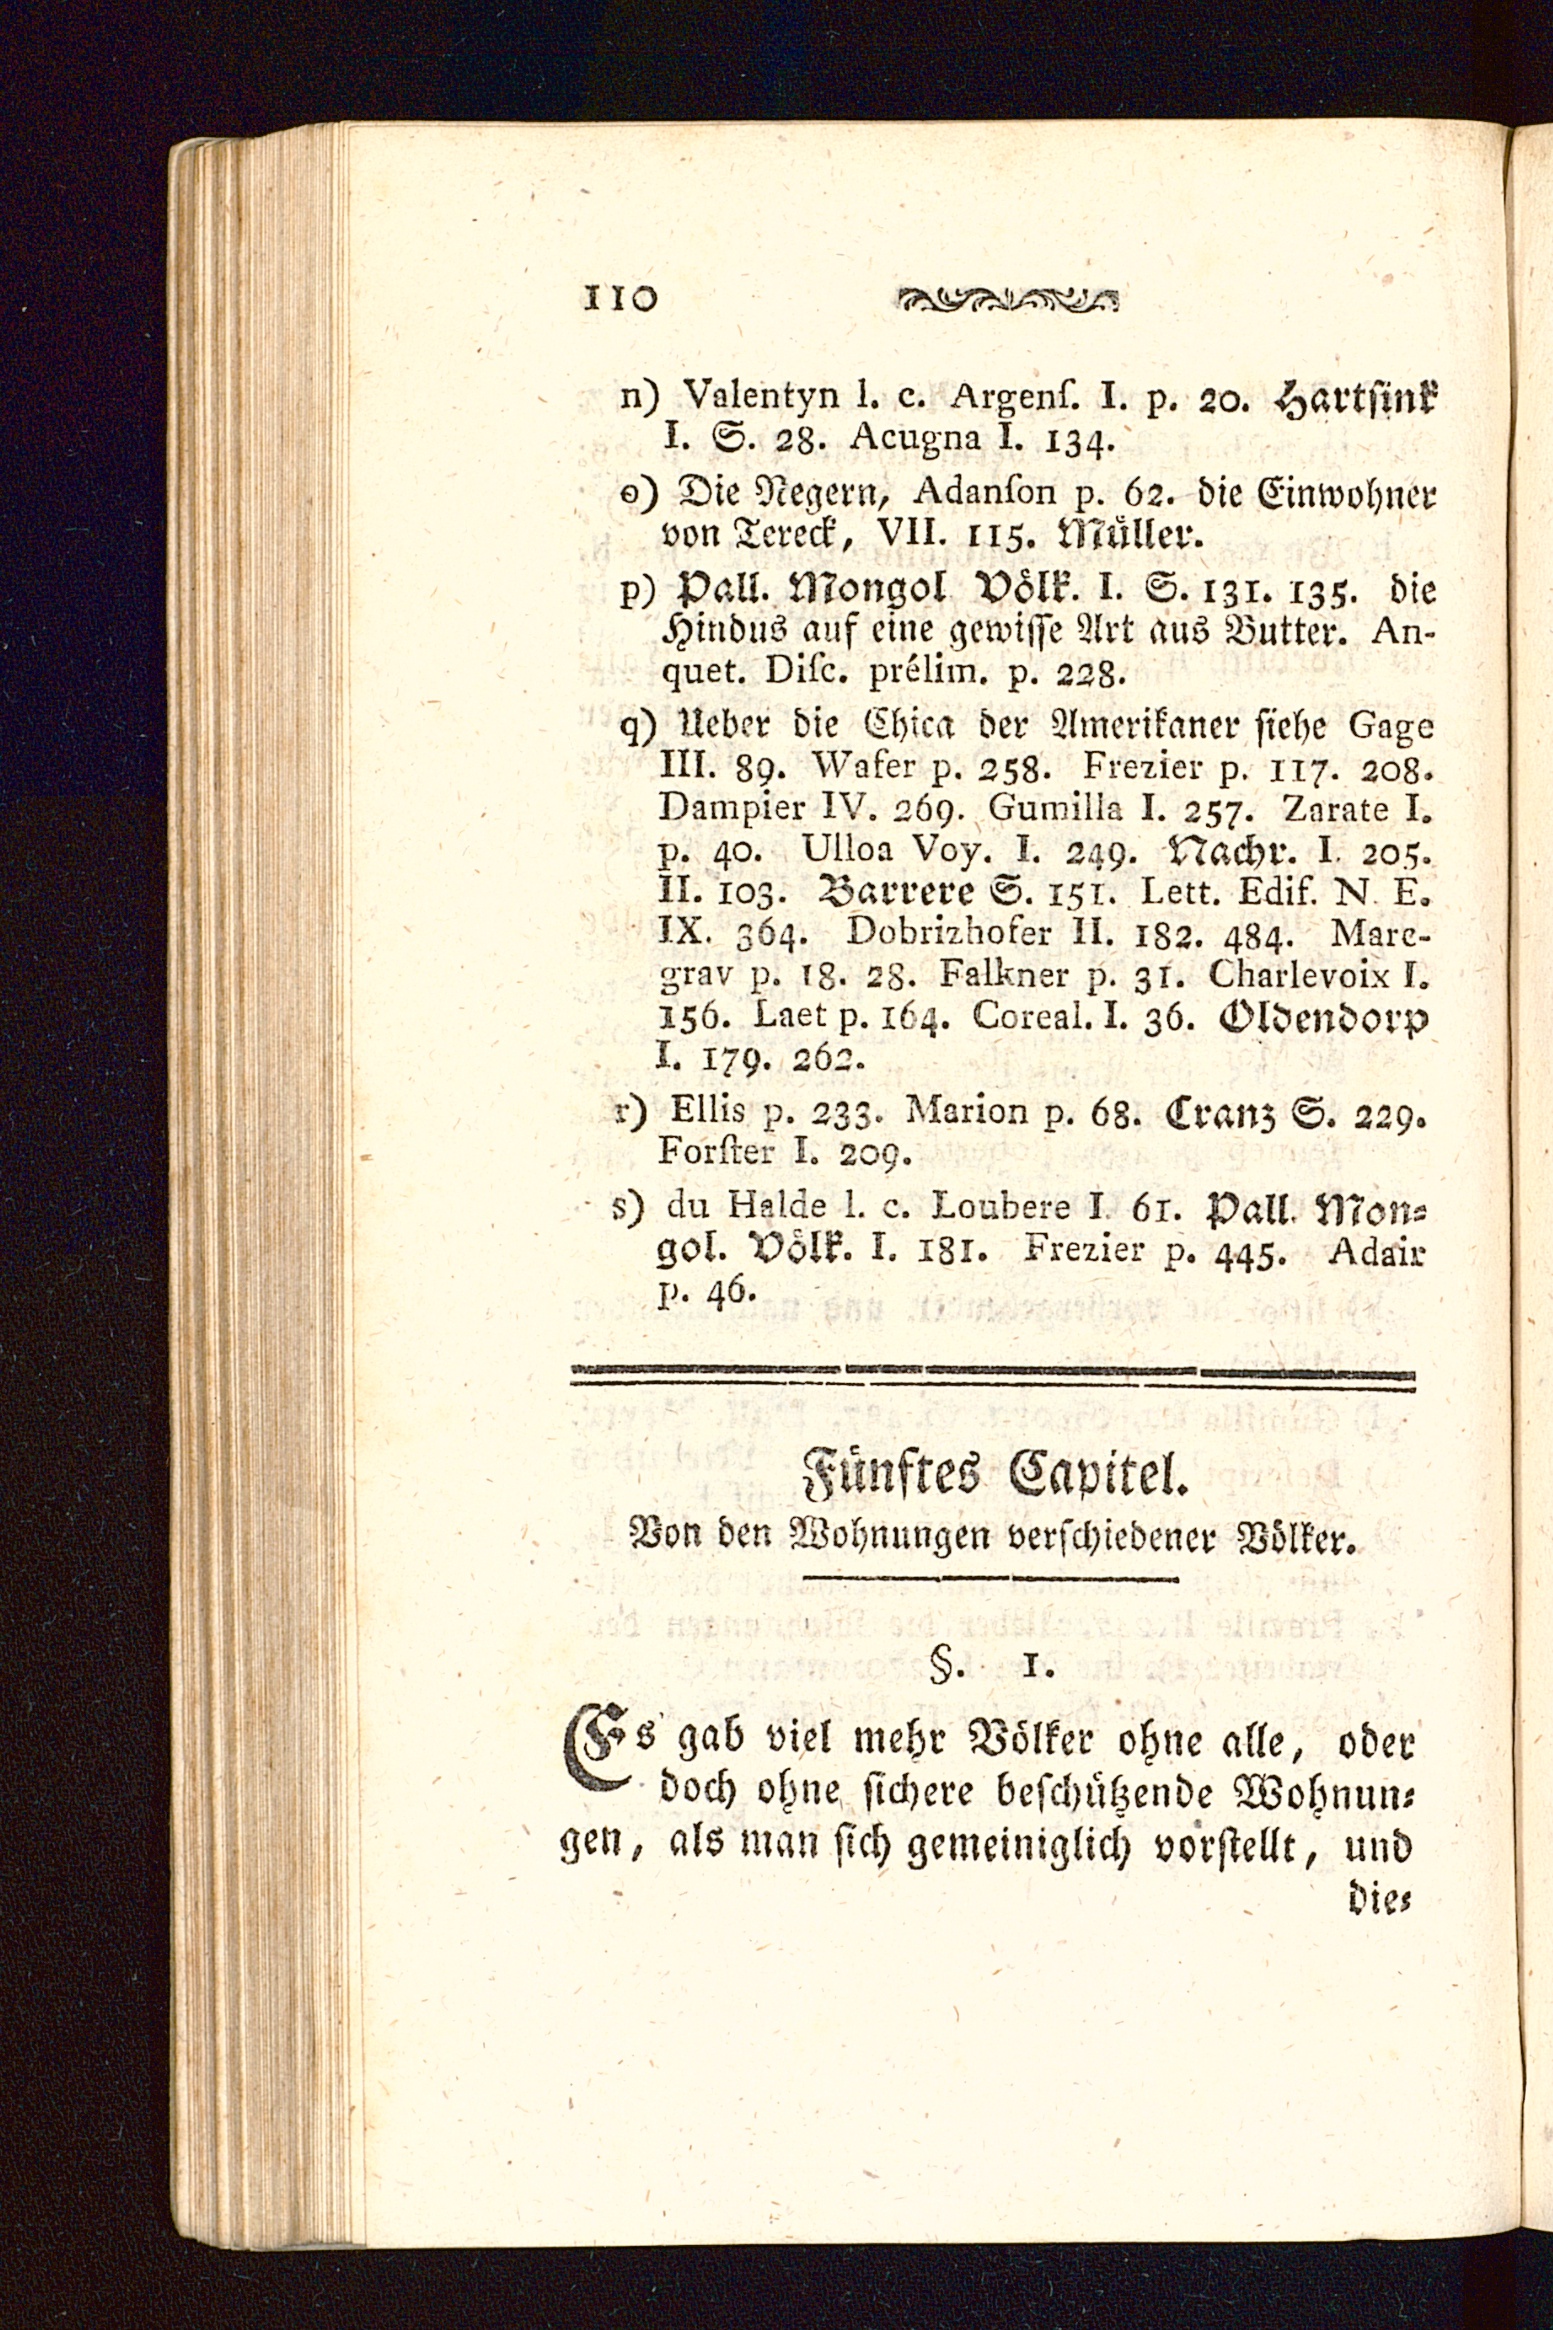 110
n) Valentyn l. c. Argenſ. I. p. 20. Hartſink
I. S. 28. Acugna I. 134.
o) Die Negern, Adanſon p. 62. die Einwohner
von Tereck, VII. 115. Müller.
p) Pall. Mongol Völk. I. S. 131. 135. die
Hindus auf eine gewiſſe Art aus Butter. An-
quet. Diſc. prélim. p. 228.
q) Ueber die Chica der Amerikaner ſiehe Gage
III. 89. Wafer p. 258. Frezier p. 117. 208.
Dampier IV. 269. Gumilla I. 257. Zarate I.
p. 40. Ulloa Voy. I. 249. Nachr. I. 205.
II. 103. Barrere S. 151. Lett. Edif. N. E.
IX. 364. Dobrizhofer II. 182. 484. Marc-
grav p. 18. 28. Falkner p. 31. Charlevoix I.
156. Laet p. 164. Coreal. I. 36. Oldendorp
I. 179. 262.
r) Ellis p. 233. Marion p. 68. Cranz S. 229.
Forſter I. 209.
s) du Halde l. c. Loubere I. 61. Pall. Mon⸗
gol. Völk. I. 181. Frezier p. 445. Adair
p. 46.
Fünftes Capitel.
Von den Wohnungen verſchiedener Völker.
§. 1.
Es gab viel mehr Völker ohne alle, oder
doch ohne ſichere beſchützende Wohnun⸗
gen, als man ſich gemeiniglich vorſtellt, und
die⸗